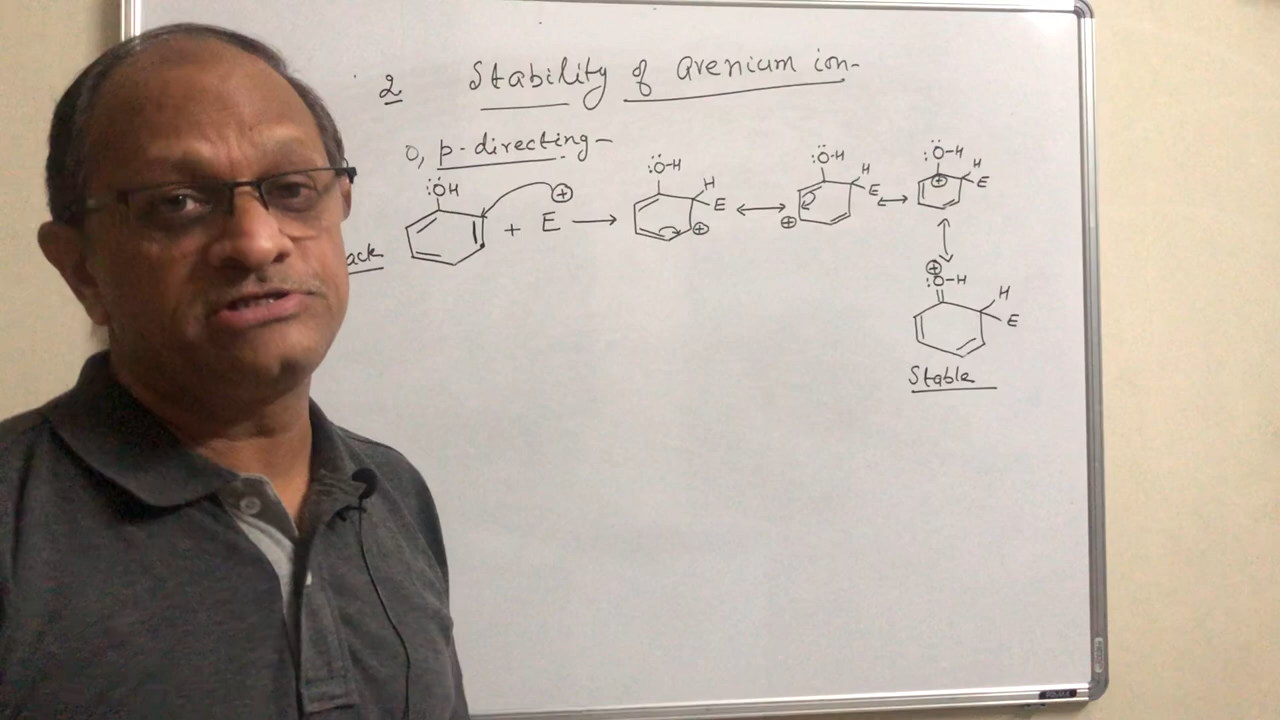 2 Stability of arenium ion-
o, p-directing-
ack
:ÖH
+ E ⊕ →
:Ö-H
H
E
⊕
↔
:Ö-H
H
E
⊕
↔
:Ö-H
H
E
⊕
↕
⊕
:O-H
H
E
Stable